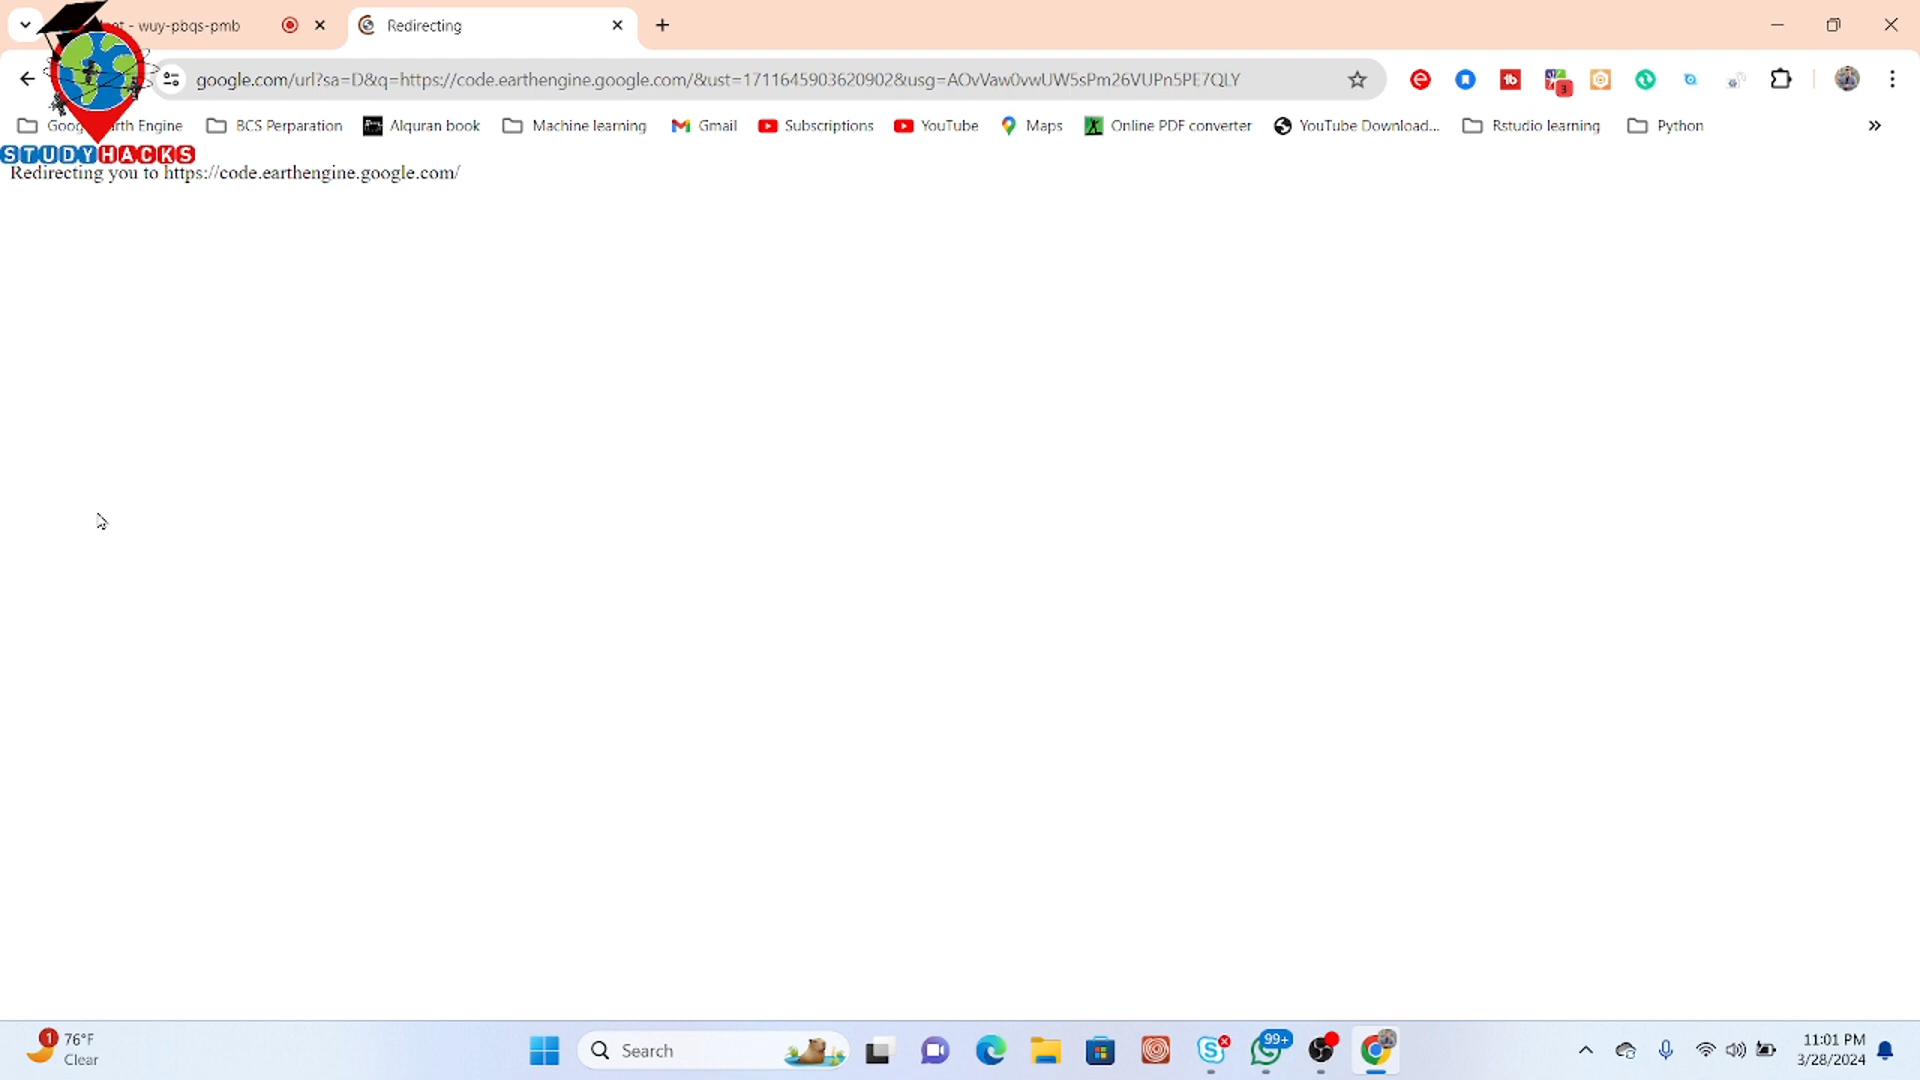 - wuy-pbqs-pmb
Redirecting
google.com/url?sa=D&q=https://code.earthengine.google.com/&ust=1711645903620902&usg=AOvVaw0vwUW5sPm26VUPn5PE7QLY
3
Engine
BCS Perparation
Alquran book
Machine learning
Gmail
Subscriptions
YouTube
Maps
Online PDF converter
YouTube Download...
Rstudio learning
Python
STUDYHACKS
Redirecting you to https://code.earthengine.google.com/
1
76°F
Clear
Search
99+
11:01 PM
3/28/2024